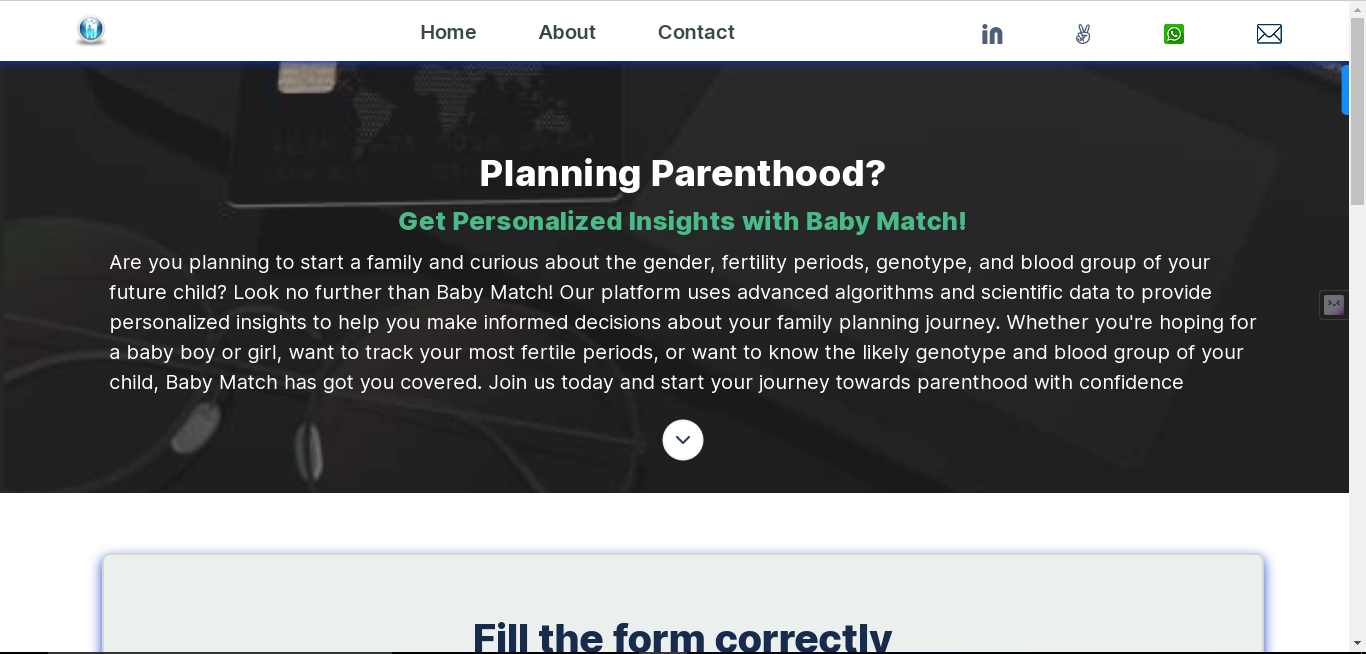 Home About Contact
Planning Parenthood?
Get Personalized Insights with Baby Match!
Are you planning to start a family and curious about the gender, fertility periods, genotype, and blood group of your
future child? Look no further than Baby Match! Our platform uses advanced algorithms and scientific data to provide
personalized insights to help you make informed decisions about your family planning journey. Whether you're hoping for
a baby boy or girl, want to track your most fertile periods, or want to know the likely genotype and blood group of your
child, Baby Match has got you covered. Join us today and start your journey towards parenthood with confidence
Fill the form correctly